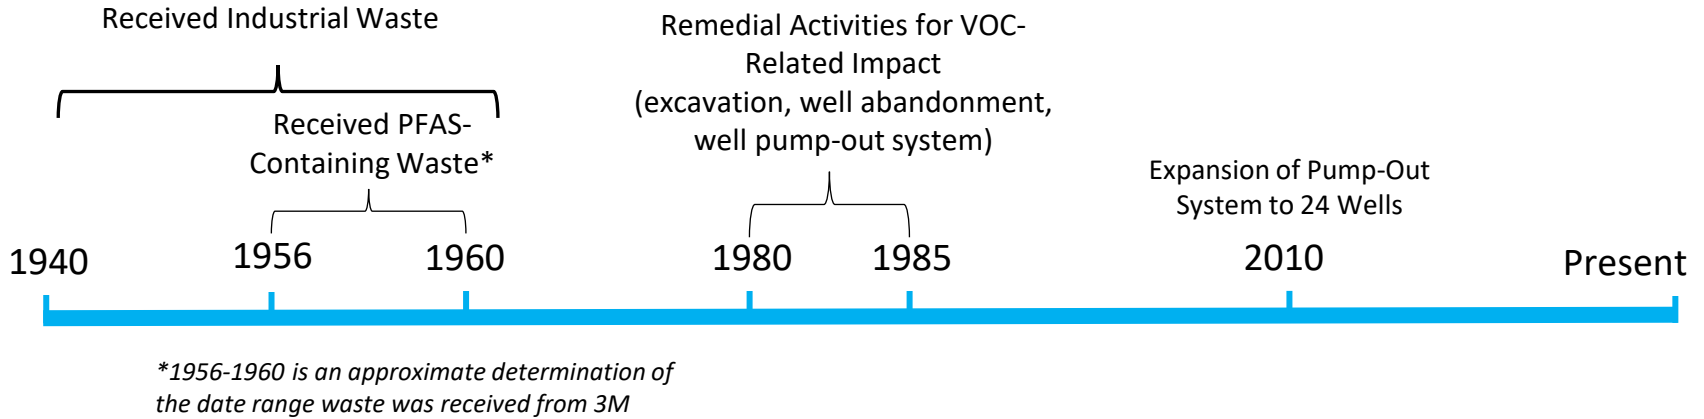 Received Industrial Waste
Received PFAS-
Containing Waste*
Remedial Activities for VOC-
Related Impact
(excavation, well abandonment,
well pump-out system)
Expansion of Pump-Out
System to 24 Wells
1940
1956
1960
1980
1985
2010
Present
*1956-1960 is an approximate determination of
the date range waste was received from 3M